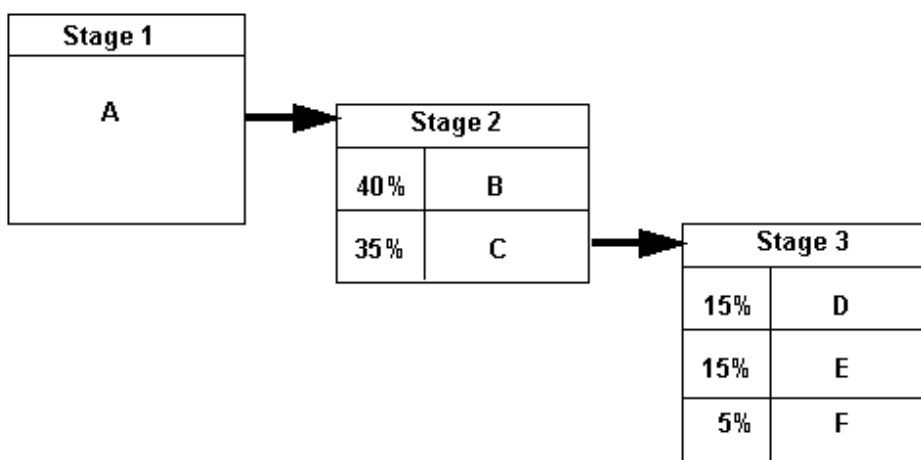 Stage 1
A
Stage 2
40% B
35% C
Stage 3
15% D
15% E
5% F